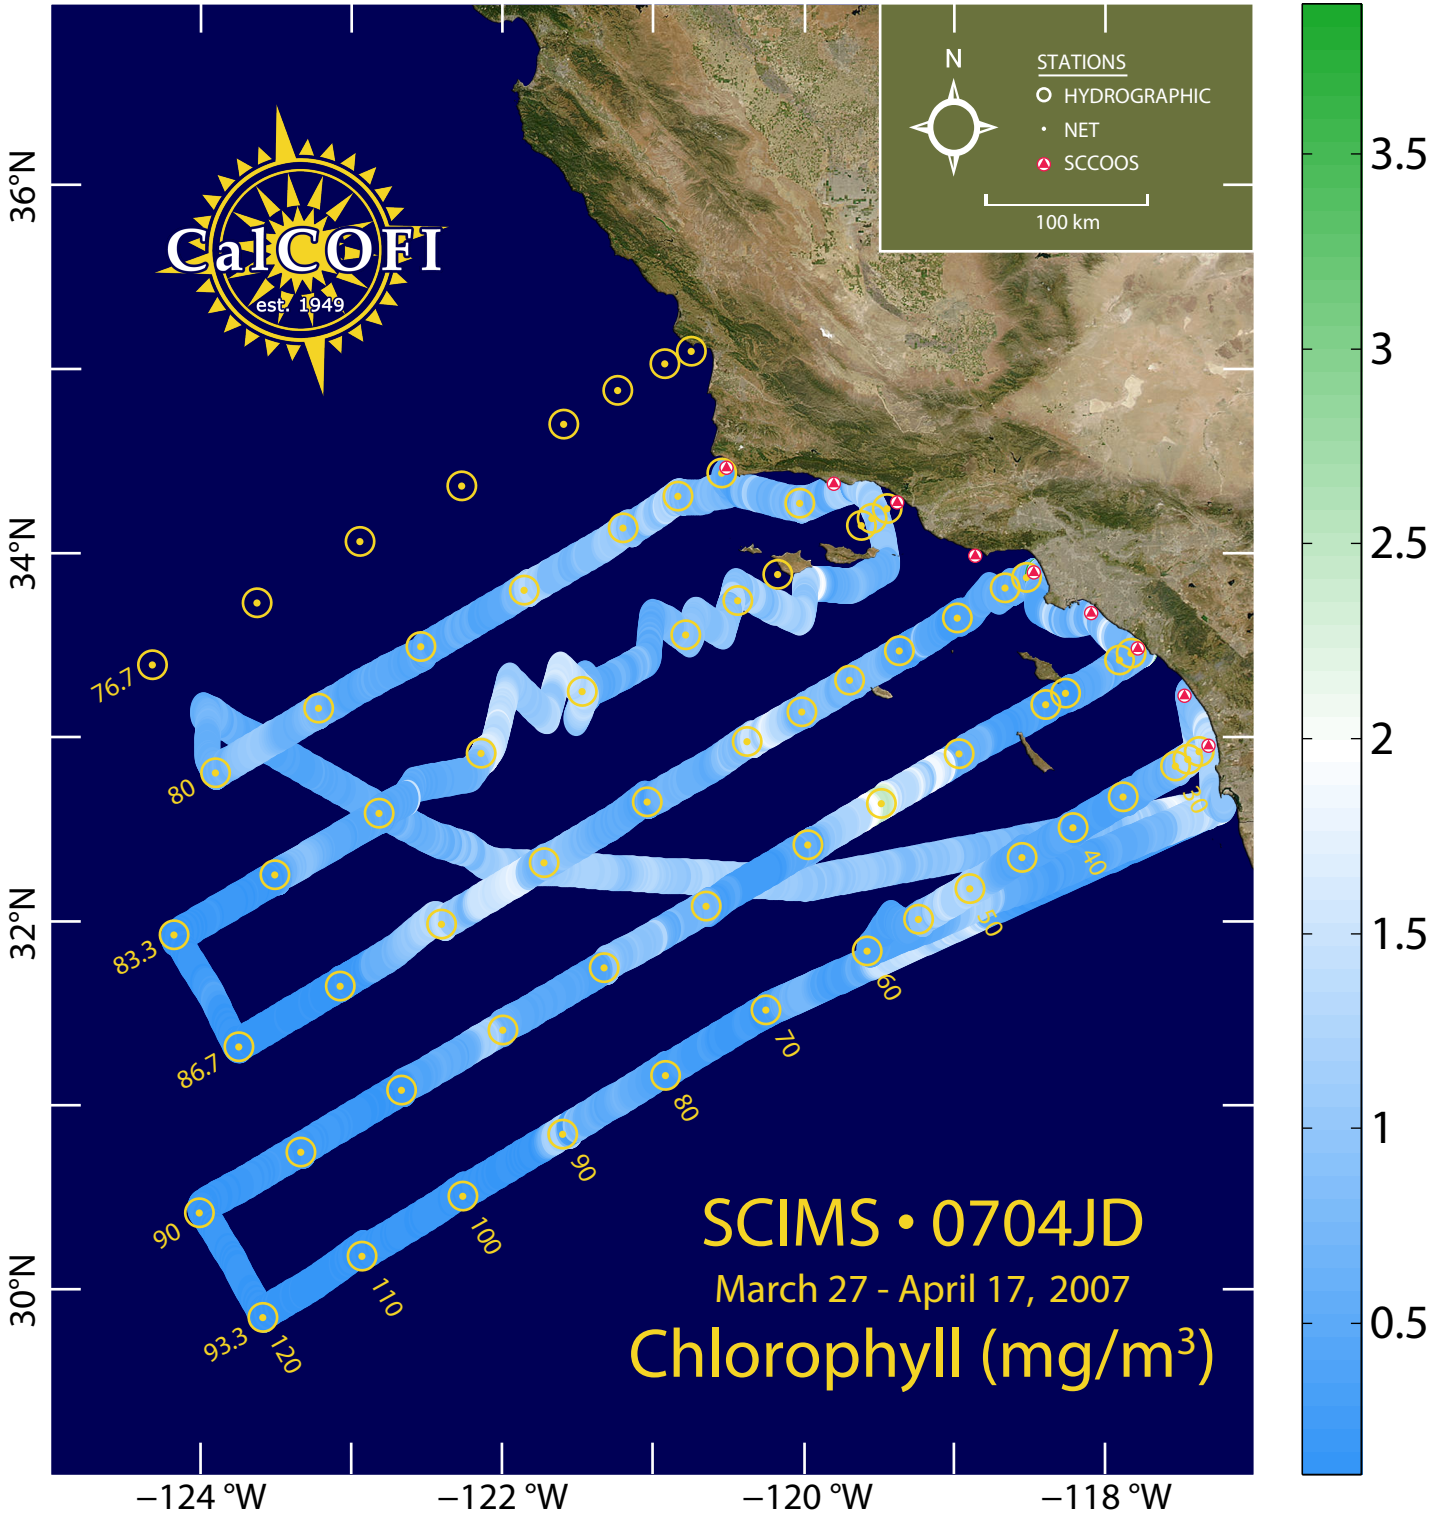 N
STATIONS
HYDROGRAPHIC
NET
SCCOOS
100 km
CalCOFI
est. 1949
36°N
34°N
32°N
30°N
76.7
80
83.3
86.7
90
93.3
30
40
50
60
70
80
90
100
110
120
SCIMS • 0704JD
March 27 - April 17, 2007
Chlorophyll (mg/m³)
−124 °W
−122 °W
−120 °W
−118 °W
3.5
3
2.5
2
1.5
1
0.5